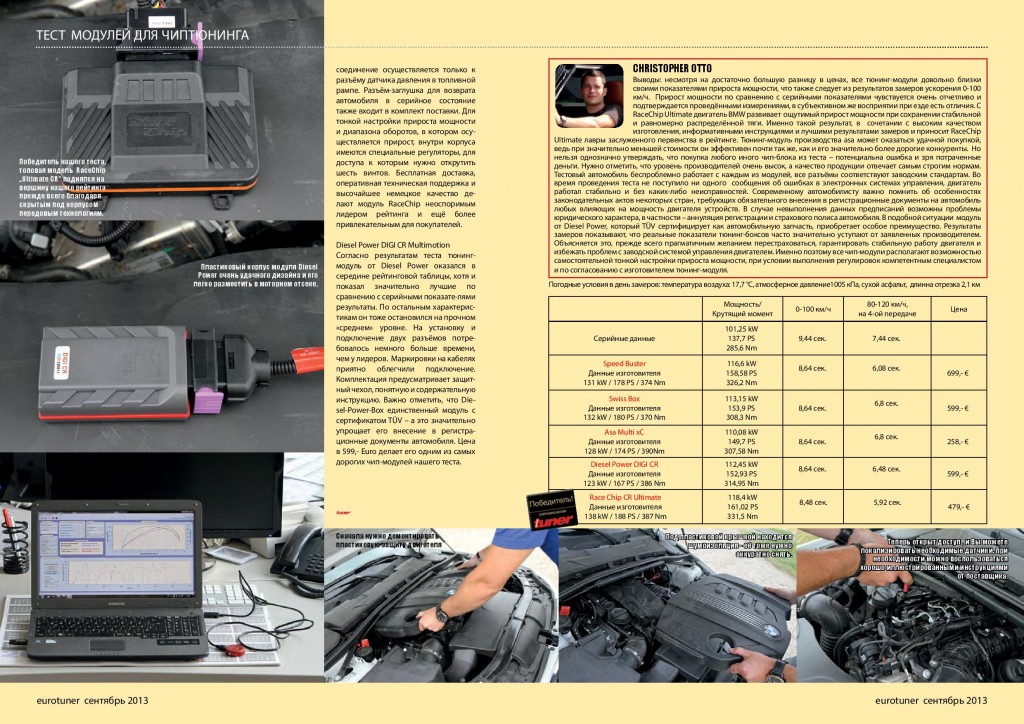 ТЕСТ МОДУЛЕЙ ДЛЯ ЧИПТЮНИНГА
Победитель нашего теста,
топовая модель RaceChip
„Ultimate CR“ поднялся на
вершину нашего рейтинга
прежде всего благодаря
скрытым под корпусом
передовым технологиям.
Пластиковый корпус модуля Diesel
Power очень удачного дизайна и его
легко разместить в моторном отсеке.
DIGI CR
соединение осуществляется только к
разъёму датчика давления в топливной
рампе. Разъём-заглушка для возврата
автомобиля в серийное состояние
также входит в комплект поставки. Для
тонкой настройки прироста мощности
и диапазона оборотов, в котором осу-
ществляется прирост, внутри корпуса
имеются специальные регуляторы, для
доступа к которым нужно открутить
шесть винтов. Бесплатная доставка,
оперативная техническая поддержка и
высочайшее немецкое качество де-
лают модуль RaceChip неоспоримым
лидером рейтинга и ещё более
привлекательным для покупателей.
Diesel Power DIGI CR Multimotion
Согласно результатам теста тюнинг-
модуль от Diesel Power оказался в
середине рейтинговой таблицы, хотя и
показал значительно лучшие по
сравнению с серийными показате-лями
результаты. По остальным характерис-
тикам он тоже остановился на прочном
«среднем» уровне. На установку и
подключение двух разъёмов потре-
бовалось немного больше времени,
чем у лидеров. Маркировки на кабелях
приятно облегчили подключение.
Комплектация предусматривает защит-
ный чехол, понятную и содержательную
инструкцию. Важно отметить, что Die-
sel-Power-Box единственный модуль с
сертификатом TÜV – а это значительно
упрощает его внесение в регистра-
ционные документы автомобиля. Цена
в 599,- Euro делает его одним из самых
дорогих чип-модулей нашего теста.
tuner
CHRISTOPHER OTTO
Выводы: несмотря на достаточно большую разницу в ценах, все тюнинг-модули довольно близки
своими показателями прироста мощности, что также следует из результатов замеров ускорения 0-100
км/ч. Прирост мощности по сравнению с серийными показателями чувствуется очень отчетливо и
подтверждается проведёнными измерениями, в субъективном же восприятии при езде есть отличия. С
RaceChip Ultimate двигатель BMW развивает ощутимый прирост мощности при сохранении стабильной
и равномерно распределённой тяги. Именно такой результат, в сочетании с высоким качеством
изготовления, информативными инструкциями и лучшими результатами замеров и приносит RaceChip
Ultimate лавры заслуженного первенства в рейтинге. Тюнинг-модуль производства asa может оказаться удачной покупкой,
ведь при значительно меньшей стоимости он эффективен почти так же, как и его значительно более дорогие конкуренты. Но
нельзя однозначно утверждать, что покупка любого иного чип-блока из теста – потенциальна ошибка и зря потраченные
деньги. Нужно отметить, что уровень производителей очень высок, а качество продукции отвечает самым строгим нормам.
Тестовый автомобиль беспроблемно работает с каждым из модулей, все разъёмы соответствуют заводским стандартам. Во
время проведения теста не поступило ни одного сообщения об ошибках в электронных системах управления, двигатель
работал стабильно и без каких-либо неисправностей. Современному автомобилисту важно помнить об особенностях
законодательных актов некоторых стран, требующих обязательного внесения в регистрационные документы на автомобиль
любых влияющих на мощность двигателя устройств. В случае невыполнения данных предписаний возможны проблемы
юридического характера, в частности – аннуляция регистрации и страхового полиса автомобиля. В подобной ситуации модуль
от Diesel Power, который TÜV сертифицирует как автомобильную запчасть, приобретает особое преимущество. Результаты
замеров показывают, что реальные показатели тюнинг-боксов часто значительно уступают от заявленных производителем.
Объясняется это, прежде всего прагматичным желанием перестраховаться, гарантировать стабильную работу двигателя и
избежать проблем с заводской системой управления двигателем. Именно поэтому все чип-модули располагают возможностью
самостоятельной тонкой настройки прироста мощности, при условии выполнения регулировок компетентным специалистом
и по согласованию с изготовителем тюнинг-модуля.
Погодные условия в день замеров: температура воздуха: 17,7 °C, атмосферное давление1005 кПа, сухой асфальт, длинна отрезка 2,1 км
Мощность/ 0-100 км/ч 80-120 км/ч, Цена
Крутящий момент на 4-ой передаче
101,25 kW
Серийные данные 137,7 PS 9,44 сек. 7,44 сек.
285,6 Nm
Speed Buster 116,6 kW
Данные изготовителя 158,58 PS 8,64 сек. 6,08 сек. 699,- €
131 kW / 178 PS / 374 Nm 326,2 Nm
Swiss Box 113,15 kW
Данные изготовителя 153,9 PS 8,64 сек. 6,8 сек. 599,- €
132 kW / 180 PS / 370 Nm 308,3 Nm
Asa Multi xC 110,08 kW
Данные изготовителя 149,7 PS 8,64 сек. 6,8 сек. 258,- €
128 kW / 174 PS / 390Nm 307,58 Nm
Diesel Power DIGI CR 112,45 kW
Данные изготовителя 152,93 PS 8,64 сек. 6,48 сек. 599,- €
123 kW / 167 PS / 386 Nm 314,95 Nm
Race Chip CR Ultimate 118,4 kW
Данные изготовителя 161,02 PS 8,48 сек. 5,92 сек. 479,- €
138 kW / 188 PS / 387 Nm 331,5 Nm
Победитель!
tuner
Сначала нужно демонтировать
пластиковую защиту двигателя
Под пластиковой крышкой находится
шумоизоляция - её тоже нужно
аккуратно снять.
Теперь открыт доступ, и Вы можете
локализировать необходимые датчики, при
необходимости можно воспользоваться
хорошо иллюстрированными инструкциями
от поставщика.
eurotuner сентябрь 2013
eurotuner сентябрь 2013